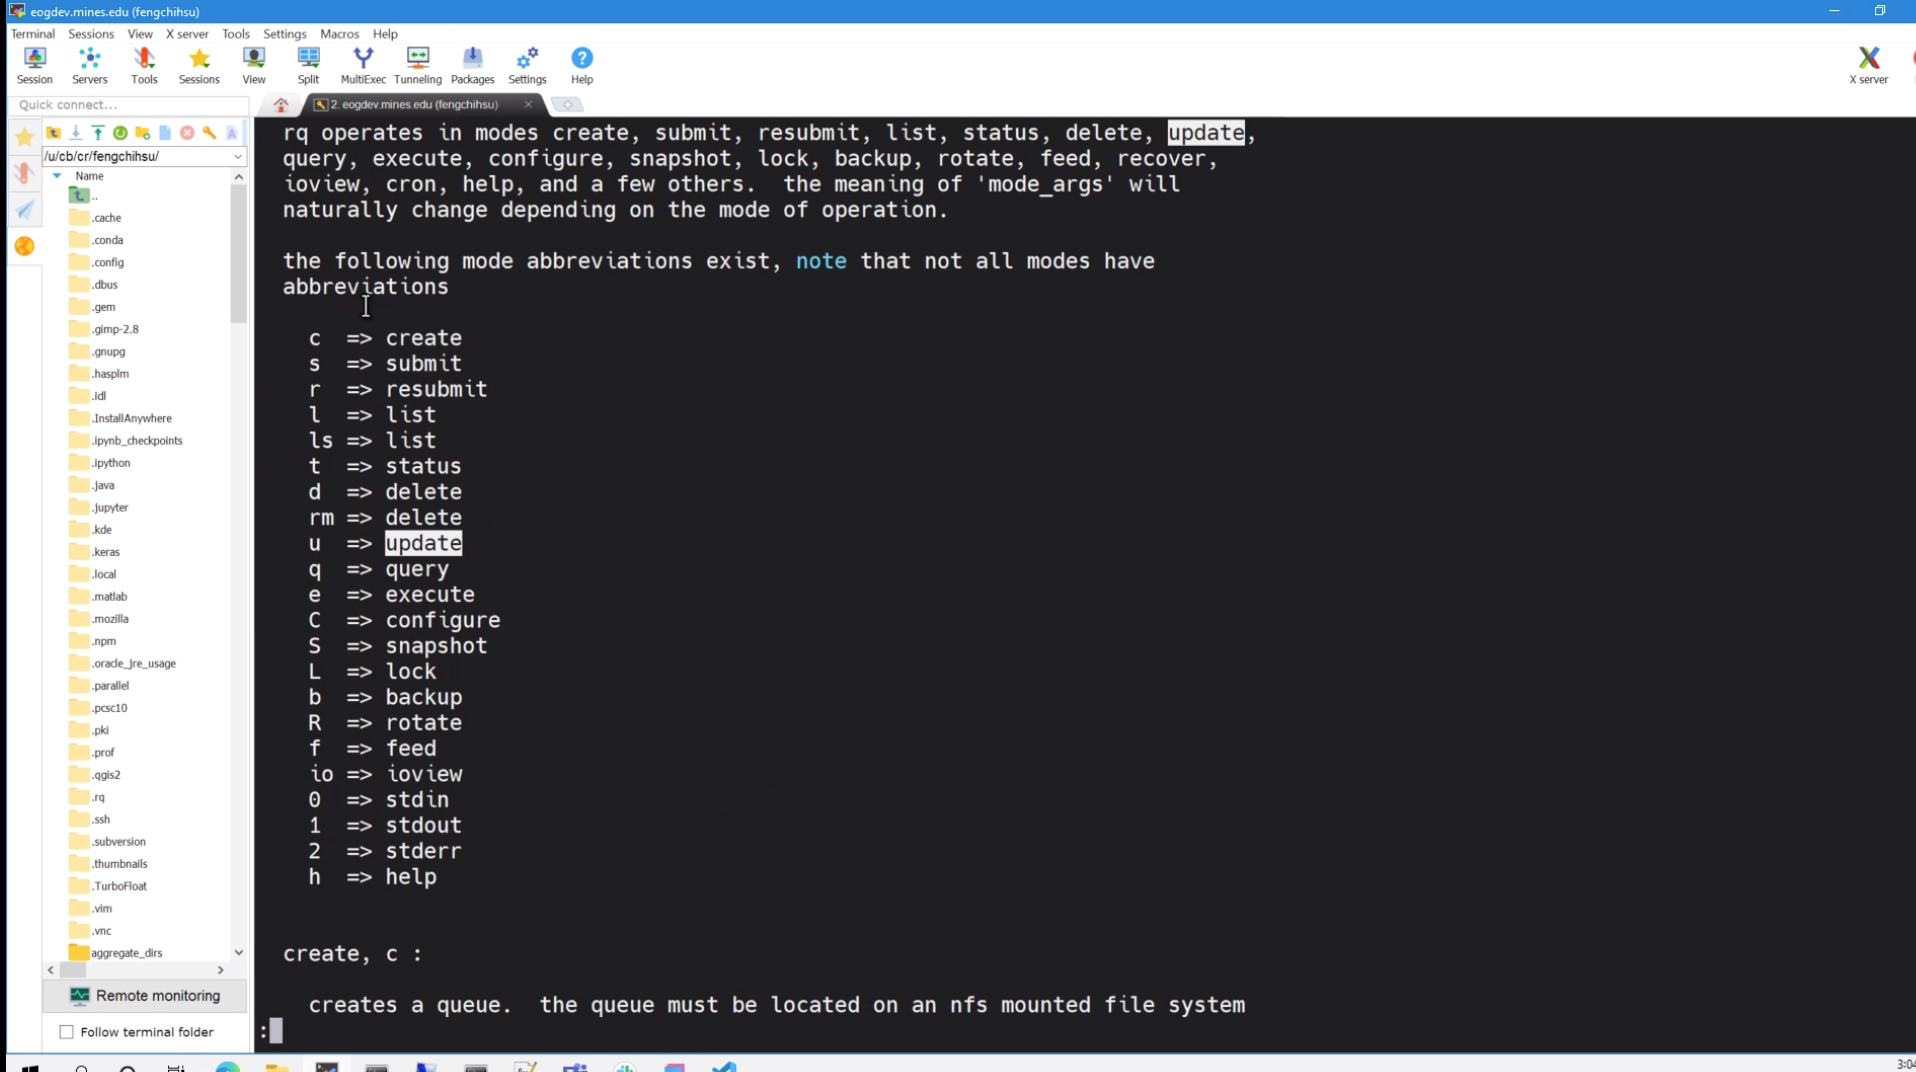 eogdev.mines.edu (fengchihsu)
Terminal Sessions View X server Tools Settings Macros Help
Session Servers Tools Sessions View Split MultiExec Tunneling Packages Settings Help X server
Quick connect...
2. eogdev.mines.edu (fengchihsu)
/u/cb/cr/fengchihsu/
Name
..
.cache
.conda
.config
.dbus
.gem
.gimp-2.8
.gnupg
.hasplm
.idl
.InstallAnywhere
.ipynb_checkpoints
.ipython
.java
.jupyter
.kde
.keras
.local
.matlab
.mozilla
.npm
.oracle_jre_usage
.parallel
.pcsc10
.pki
.prof
.qgis2
.rq
.ssh
.subversion
.thumbnails
.TurboFloat
.vim
.vnc
aggregate_dirs
Remote monitoring
Follow terminal folder
rq operates in modes create, submit, resubmit, list, status, delete, update,
query, execute, configure, snapshot, lock, backup, rotate, feed, recover,
ioview, cron, help, and a few others.  the meaning of 'mode_args' will
naturally change depending on the mode of operation.
the following mode abbreviations exist, note that not all modes have
abbreviations
c  => create
s  => submit
r  => resubmit
l  => list
ls => list
t  => status
d  => delete
rm => delete
u  => update
q  => query
e  => execute
C  => configure
S  => snapshot
L  => lock
b  => backup
R  => rotate
f  => feed
io => ioview
0  => stdin
1  => stdout
2  => stderr
h  => help
create, c :
creates a queue.  the queue must be located on an nfs mounted file system
:
3:04